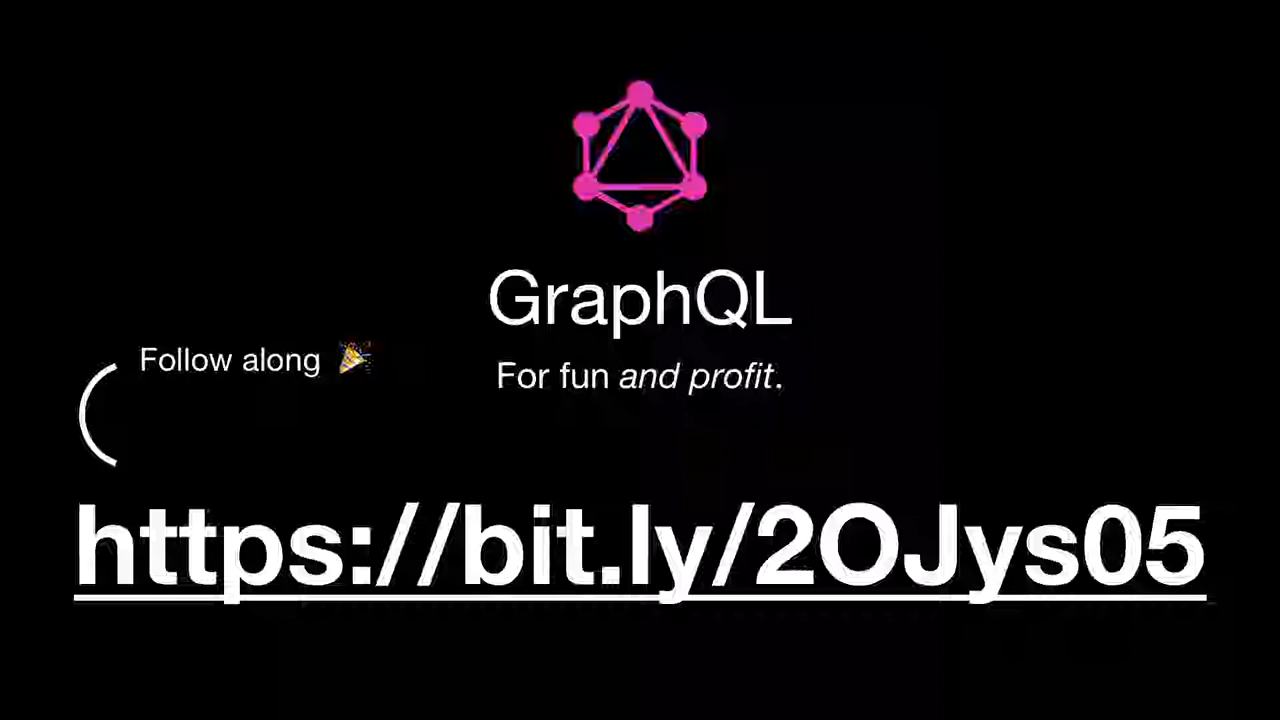 GraphQL
For fun and profit.
Follow along 🎉
https://bit.ly/2OJys05